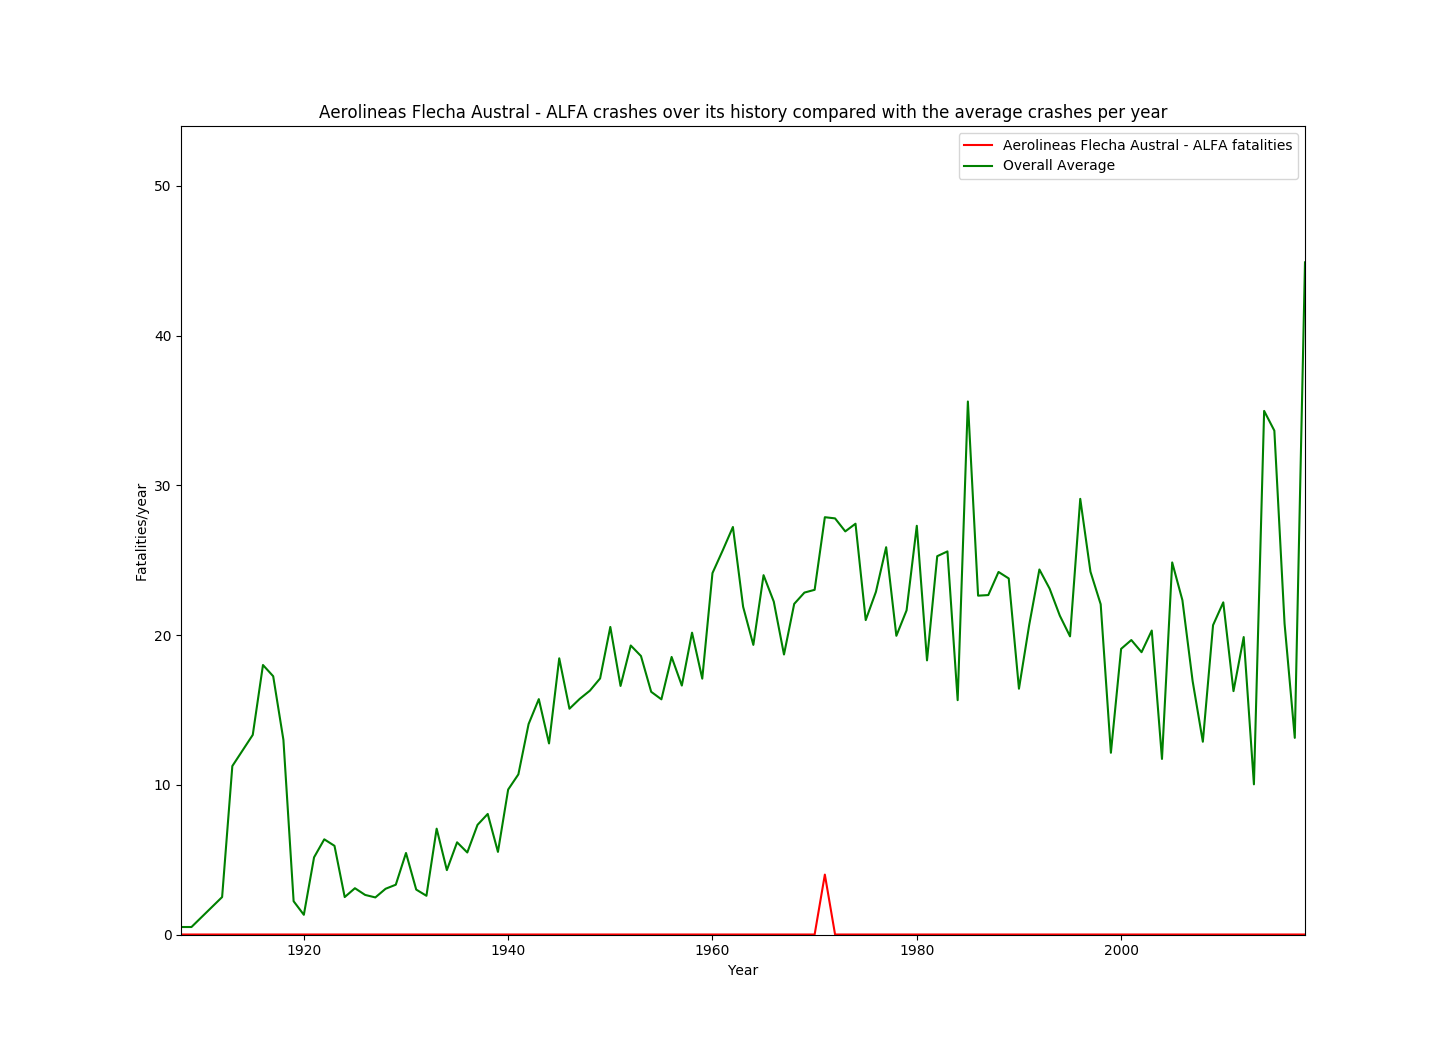 Aerolineas Flecha Austral - ALFA crashes over its history compared with the average crashes per year
Aerolineas Flecha Austral - ALFA fatalities
Overall Average
50
40
30
20
10
0
Fatalities/year
1920 1940 1960 1980 2000
Year